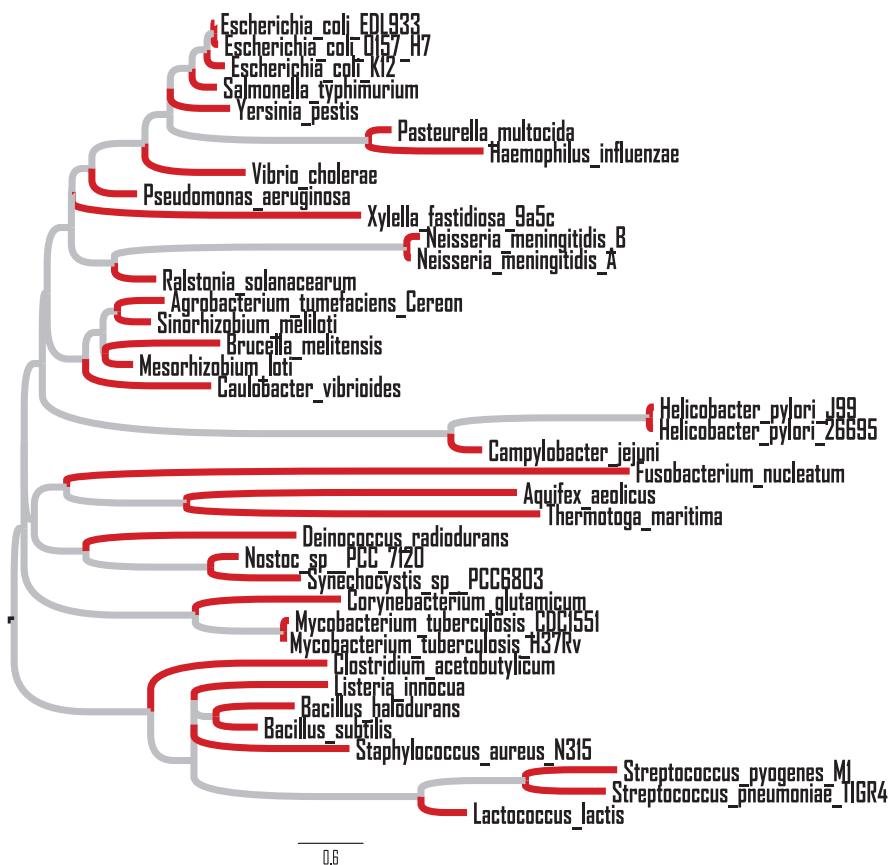 Escherichia_coli_EDL933
Escherichia_coli_O157_H7
Escherichia_coli_K12
Salmonella_typhimurium
Yersinia_pestis
Pasteurella_multocida
Haemophilus_influenzae
Vibrio_cholerae
Pseudomonas_aeruginosa
Xylella_fastidiosa_9a5c
Neisseria_meningitidis_B
Neisseria_meningitidis_A
Ralstonia_solanacearum
Agrobacterium_tumefaciens_Cereon
Sinorhizobium_meliloti
Brucella_melitensis
Mesorhizobium_loti
Caulobacter_vibrioides
Helicobacter_pylori_J99
Helicobacter_pylori_26695
Campylobacter_jejuni
Fusobacterium_nucleatum
Aquifex_aeolicus
Thermotoga_maritima
Deinococcus_radiodurans
Nostoc_sp__PCC_7120
Synechocystis_sp__PCC6803
Corynebacterium_glutamicum
Mycobacterium_tuberculosis_CDC1551
Mycobacterium_tuberculosis_H37Rv
Clostridium_acetobutylicum
Listeria_innocua
Bacillus_halodurans
Bacillus_subtilis
Staphylococcus_aureus_N315
Streptococcus_pyogenes_M1
Streptococcus_pneumoniae_TIGR4
Lactococcus_lactis
0.6